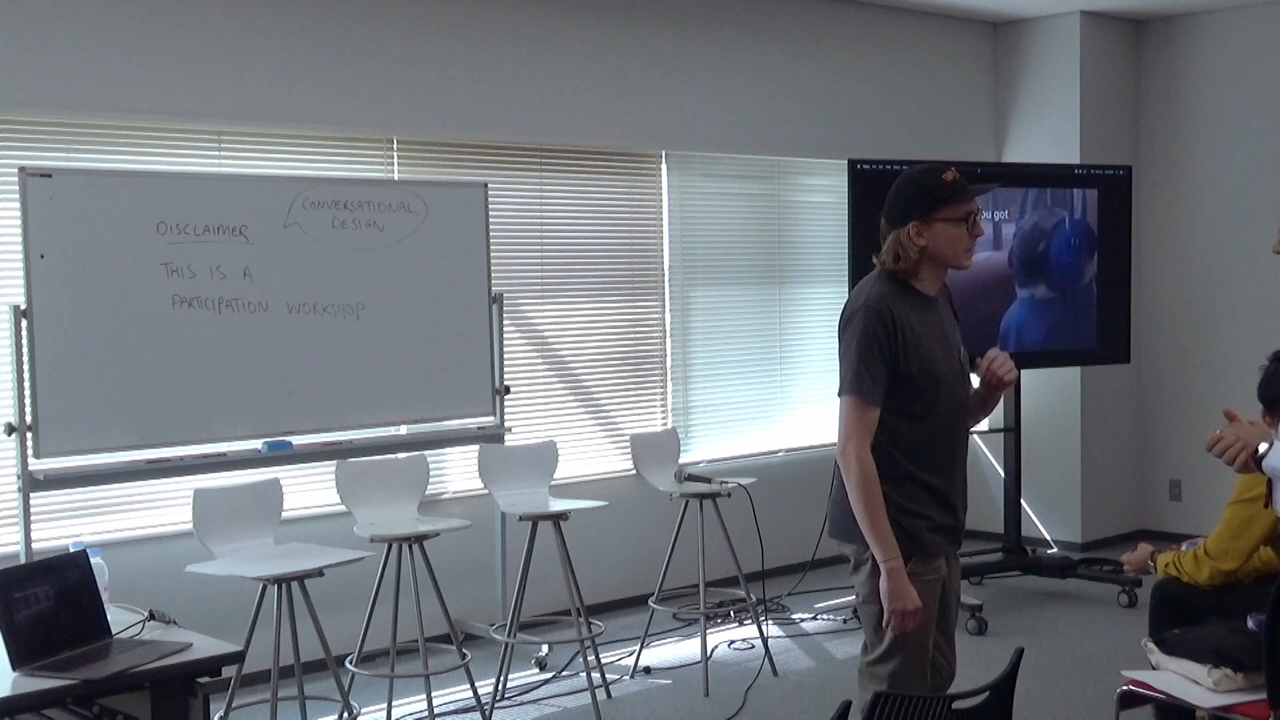 CONVERSATIONAL
DESIGN
DISCLAIMER
THIS IS A
PARTICIPATION WORKSHOP
ou got